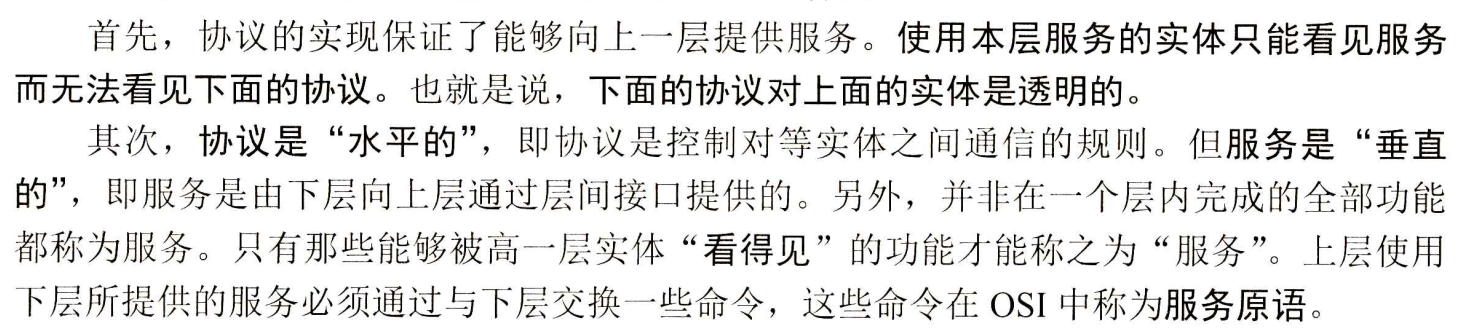 首先，协议的实现保证了能够向上一层提供服务。使用本层服务的实体只能看见服务
而无法看见下面的协议。也就是说，下面的协议对上面的实体是透明的。
其次，协议是“水平的”，即协议是控制对等实体之间通信的规则。但服务是“垂直
的”，即服务是由下层向上层通过层间接口提供的。另外，并非在一个层内完成的全部功能
都称为服务。只有那些能够被高一层实体“看得见”的功能才能称之为“服务”。上层使用
下层所提供的服务必须通过与下层交换一些命令，这些命令在 OSI 中称为服务原语。